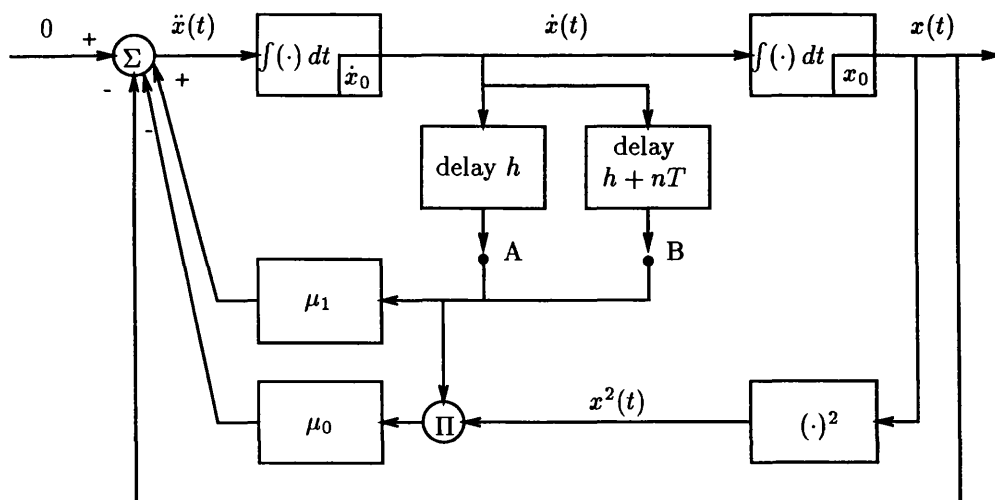 0
+
Σ
-
-
+
ẍ(t)
∫(·) dt
ẋ₀
ẋ(t)
∫(·) dt
x₀
x(t)
delay h
delay
h + nT
A
B
μ₁
μ₀
Π
x²(t)
(·)²